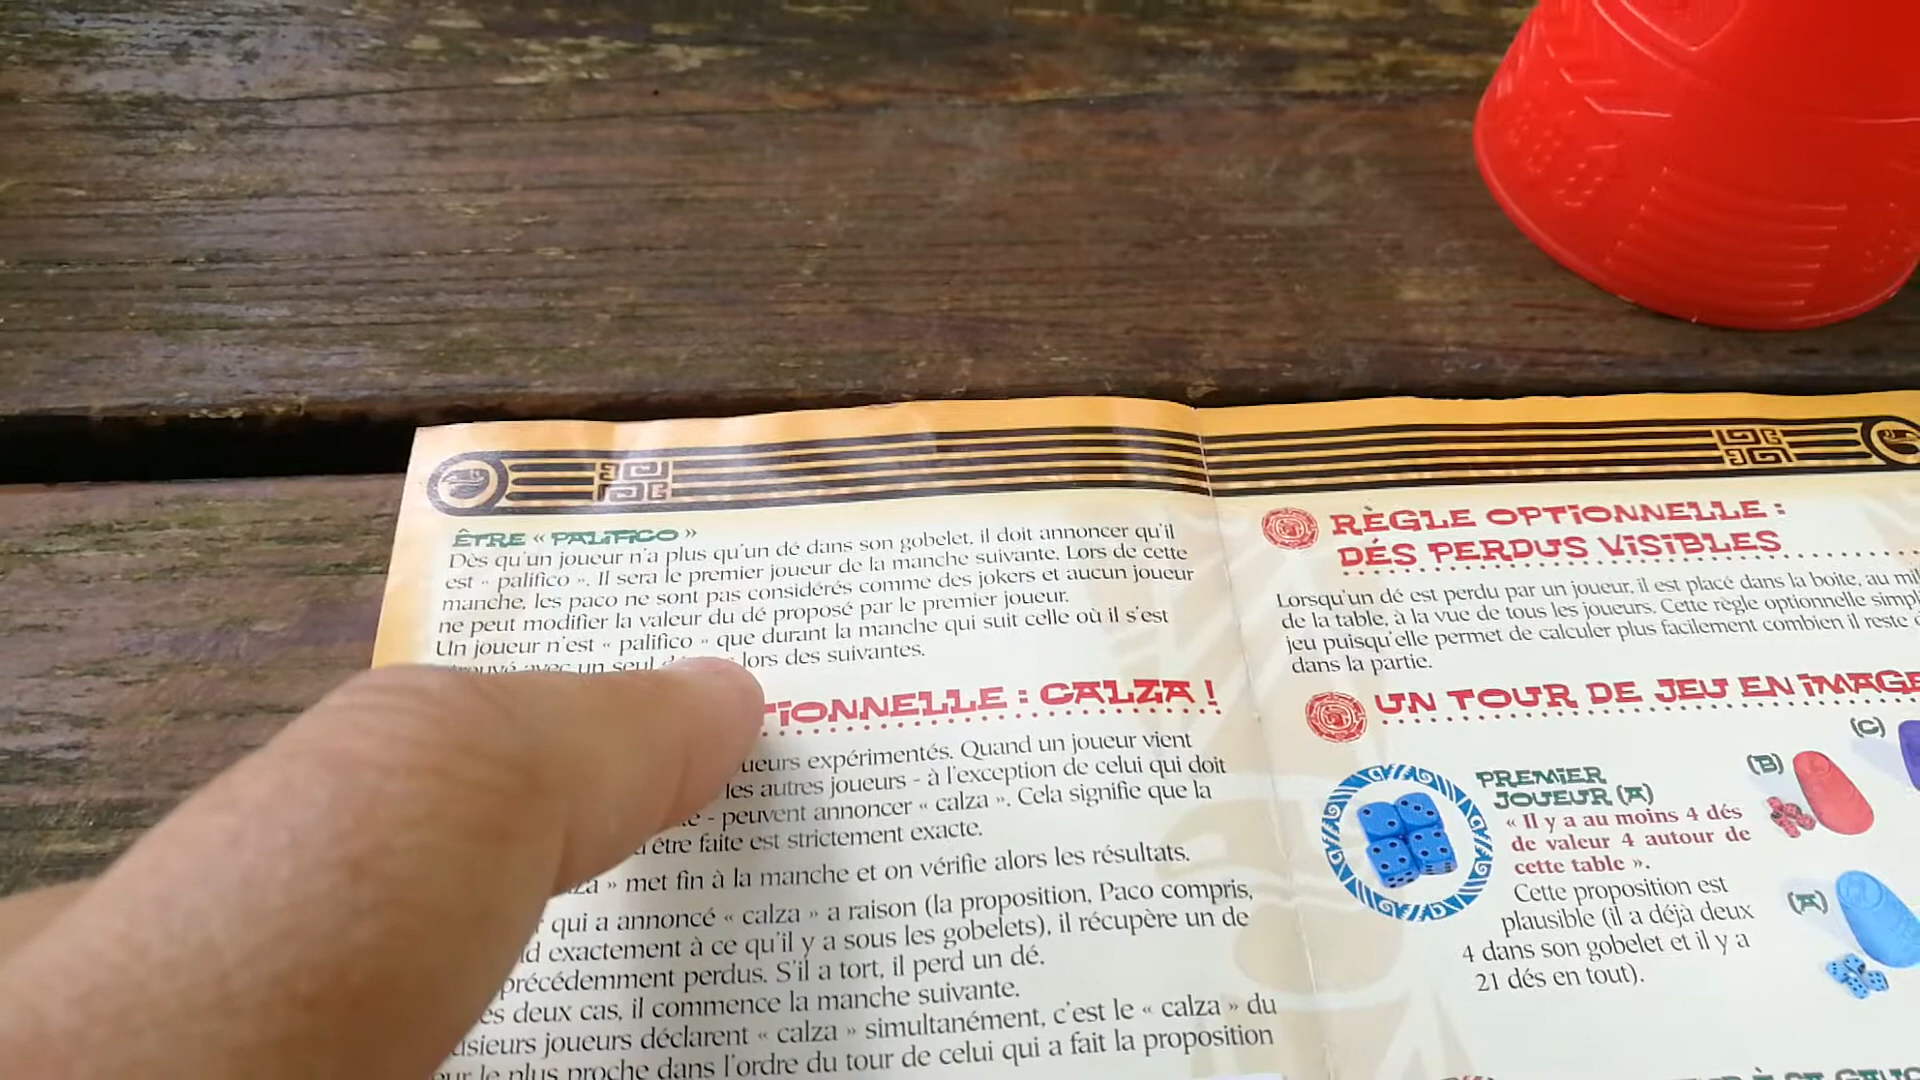 ÊTRE « PALIFICO »
Dès qu'un joueur n'a plus qu'un dé dans son gobelet, il doit annoncer qu'il
est « palifico ». Il sera le premier joueur de la manche suivante. Lors de cette
manche, les paco ne sont pas considérés comme des jokers et aucun joueur
ne peut modifier la valeur du dé proposé par le premier joueur.
Un joueur n'est « palifico » que durant la manche qui suit celle où il s'est
trouvé avec un seul lors des suivantes.
TIONNELLE : CALZA !
ueurs expérimentés. Quand un joueur vient
les autres joueurs - à l'exception de celui qui doit
- peuvent annoncer « calza ». Cela signifie que la
être faite est strictement exacte.
» met fin à la manche et on vérifie alors les résultats.
qui a annoncé « calza » a raison (la proposition, Paco compris,
exactement à ce qu'il y a sous les gobelets), il récupère un de
précédemment perdus. S'il a tort, il perd un dé.
es deux cas, il commence la manche suivante.
usieurs joueurs déclarent « calza » simultanément, c'est le « calza » du
le plus proche dans l'ordre du tour de celui qui a fait la proposition
RÈGLE OPTIONNELLE :
DÉS PERDUS VISIBLES
Lorsqu'un dé est perdu par un joueur, il est placé dans la boite, au mil
de la table, à la vue de tous les joueurs. Cette règle optionnelle simpli
jeu puisqu'elle permet de calculer plus facilement combien il reste
dans la partie.
UN TOUR DE JEU EN IMAGE
PREMIER
JOUEUR (A)
« Il y a au moins 4 dés
de valeur 4 autour de
cette table ».
Cette proposition est
plausible (il a déjà deux
4 dans son gobelet et il y a
21 dés en tout).
(C)
(B)
(A)